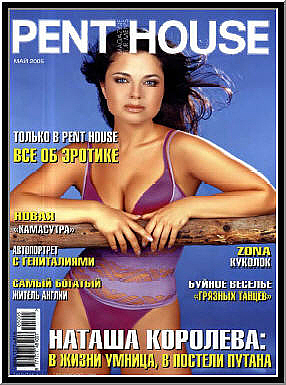 PENT HOUSE
МАЙ 2005
ТОЛЬКО В PENT HOUSE
ВСЕ ОБ ЭРОТИКЕ
НОВАЯ
«КАМАСУТРА»
АВТОПОРТРЕТ
С ГЕНИТАЛИЯМИ
САМЫЙ БОГАТЫЙ
ЖИТЕЛЬ АНГЛИИ
ZONA
КУКОЛОК
БУЙНОЕ ВЕСЕЛЬЕ
«ГРЯЗНЫХ ТАНЦЕВ»
НАТАША КОРОЛЕВА:
В ЖИЗНИ УМНИЦА, В ПОСТЕЛИ ПУТАНА